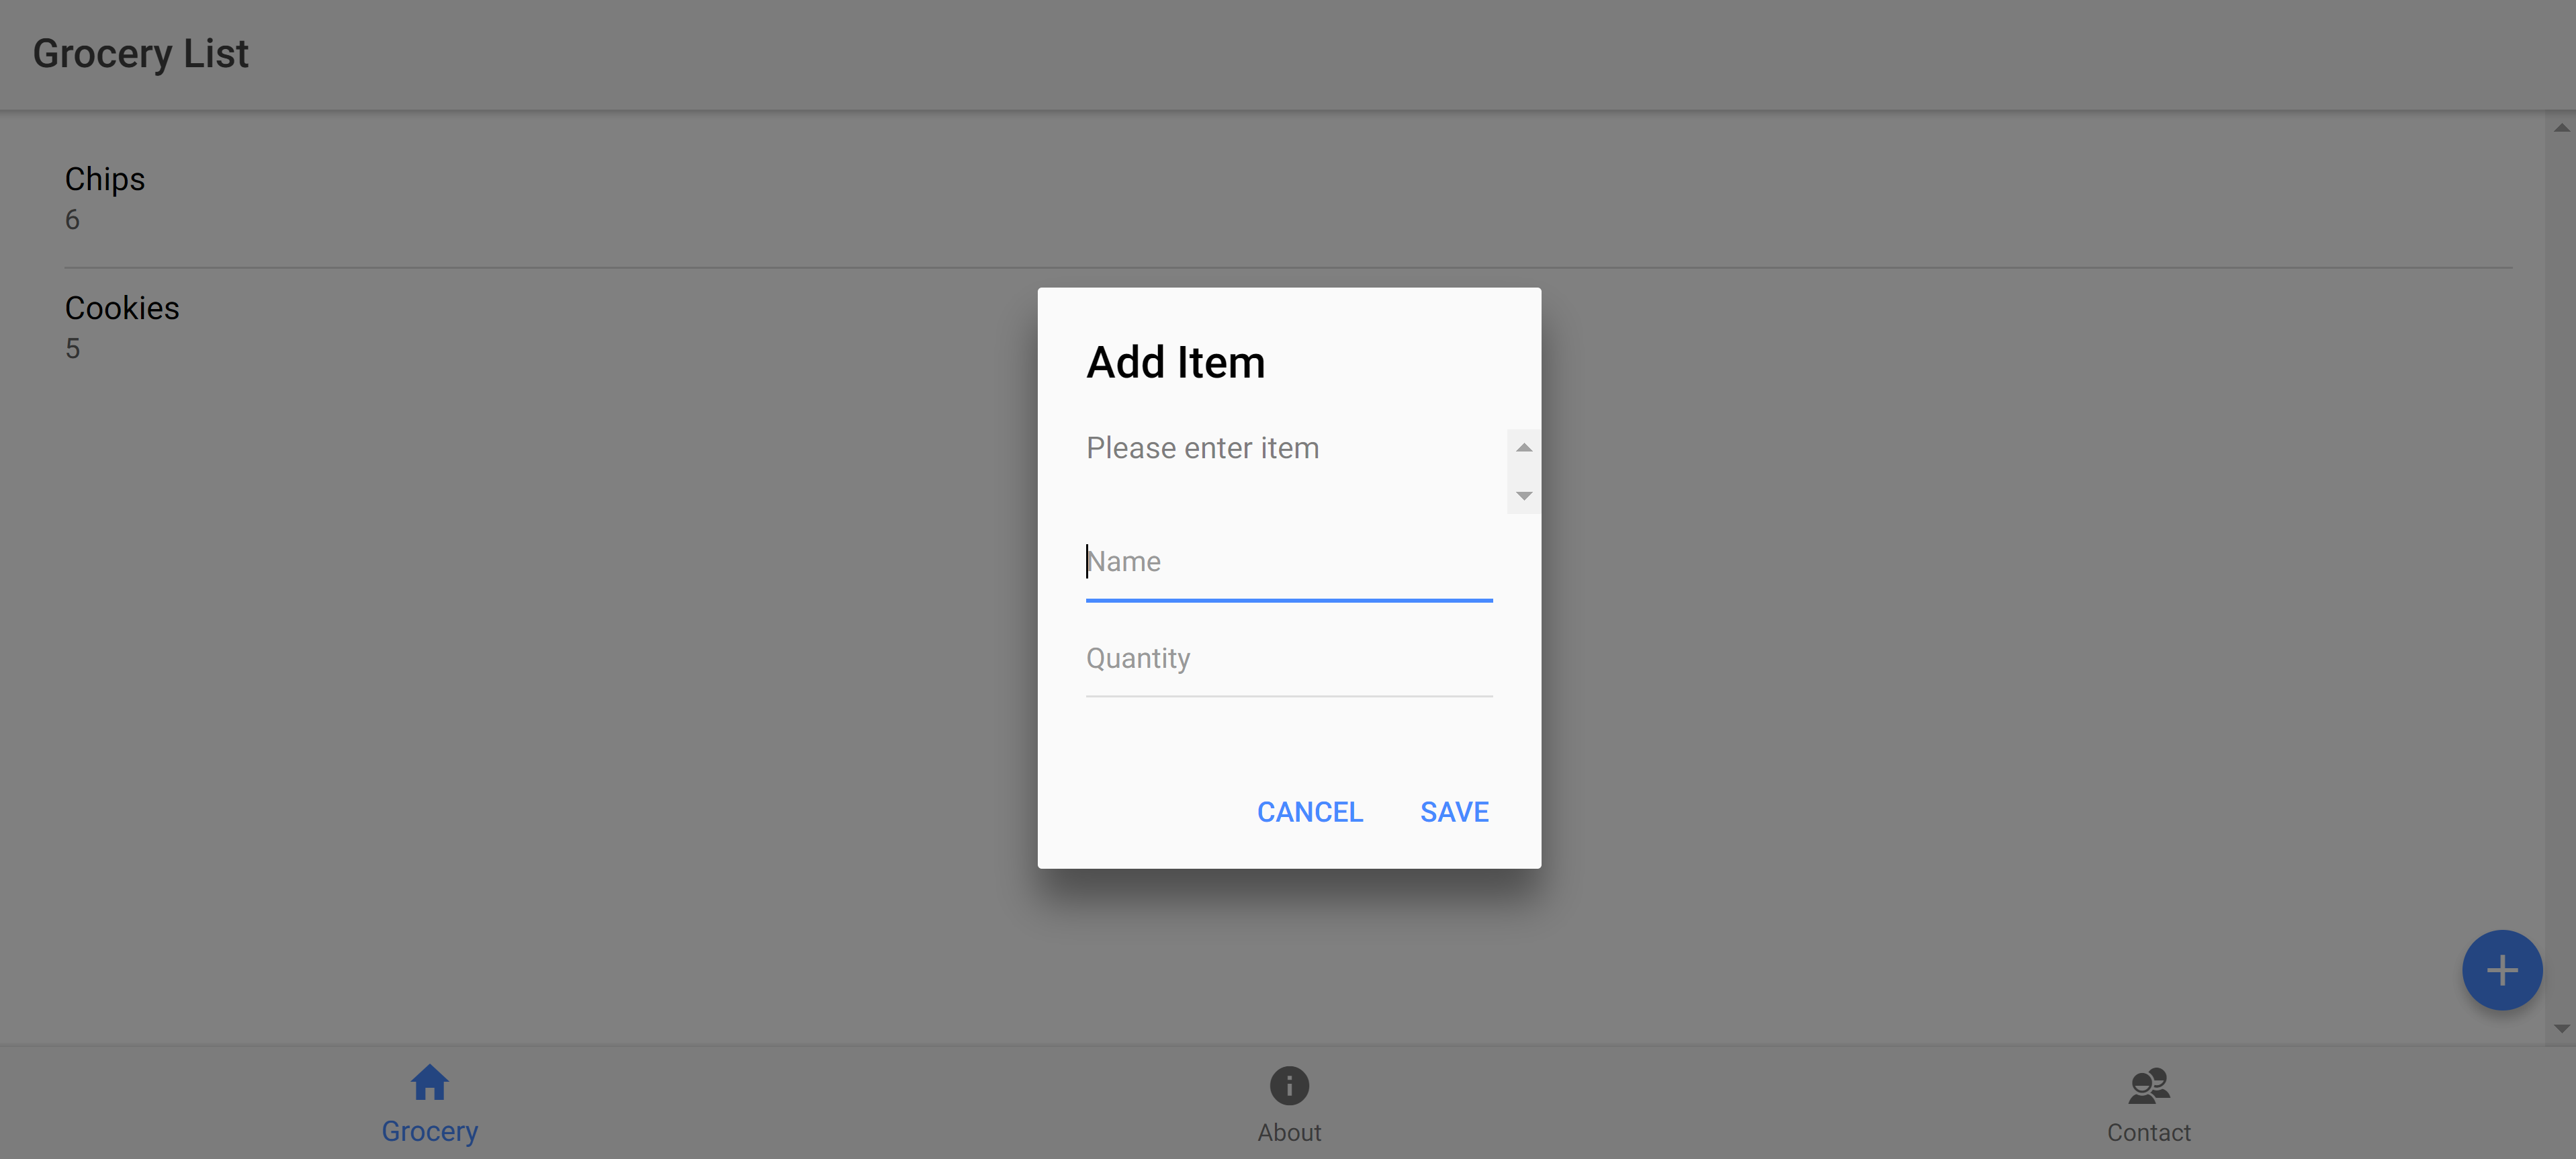 Grocery List
Chips
6
Cookies
5
Add Item
Please enter item
Name
Quantity
CANCEL SAVE
Grocery
About
Contact